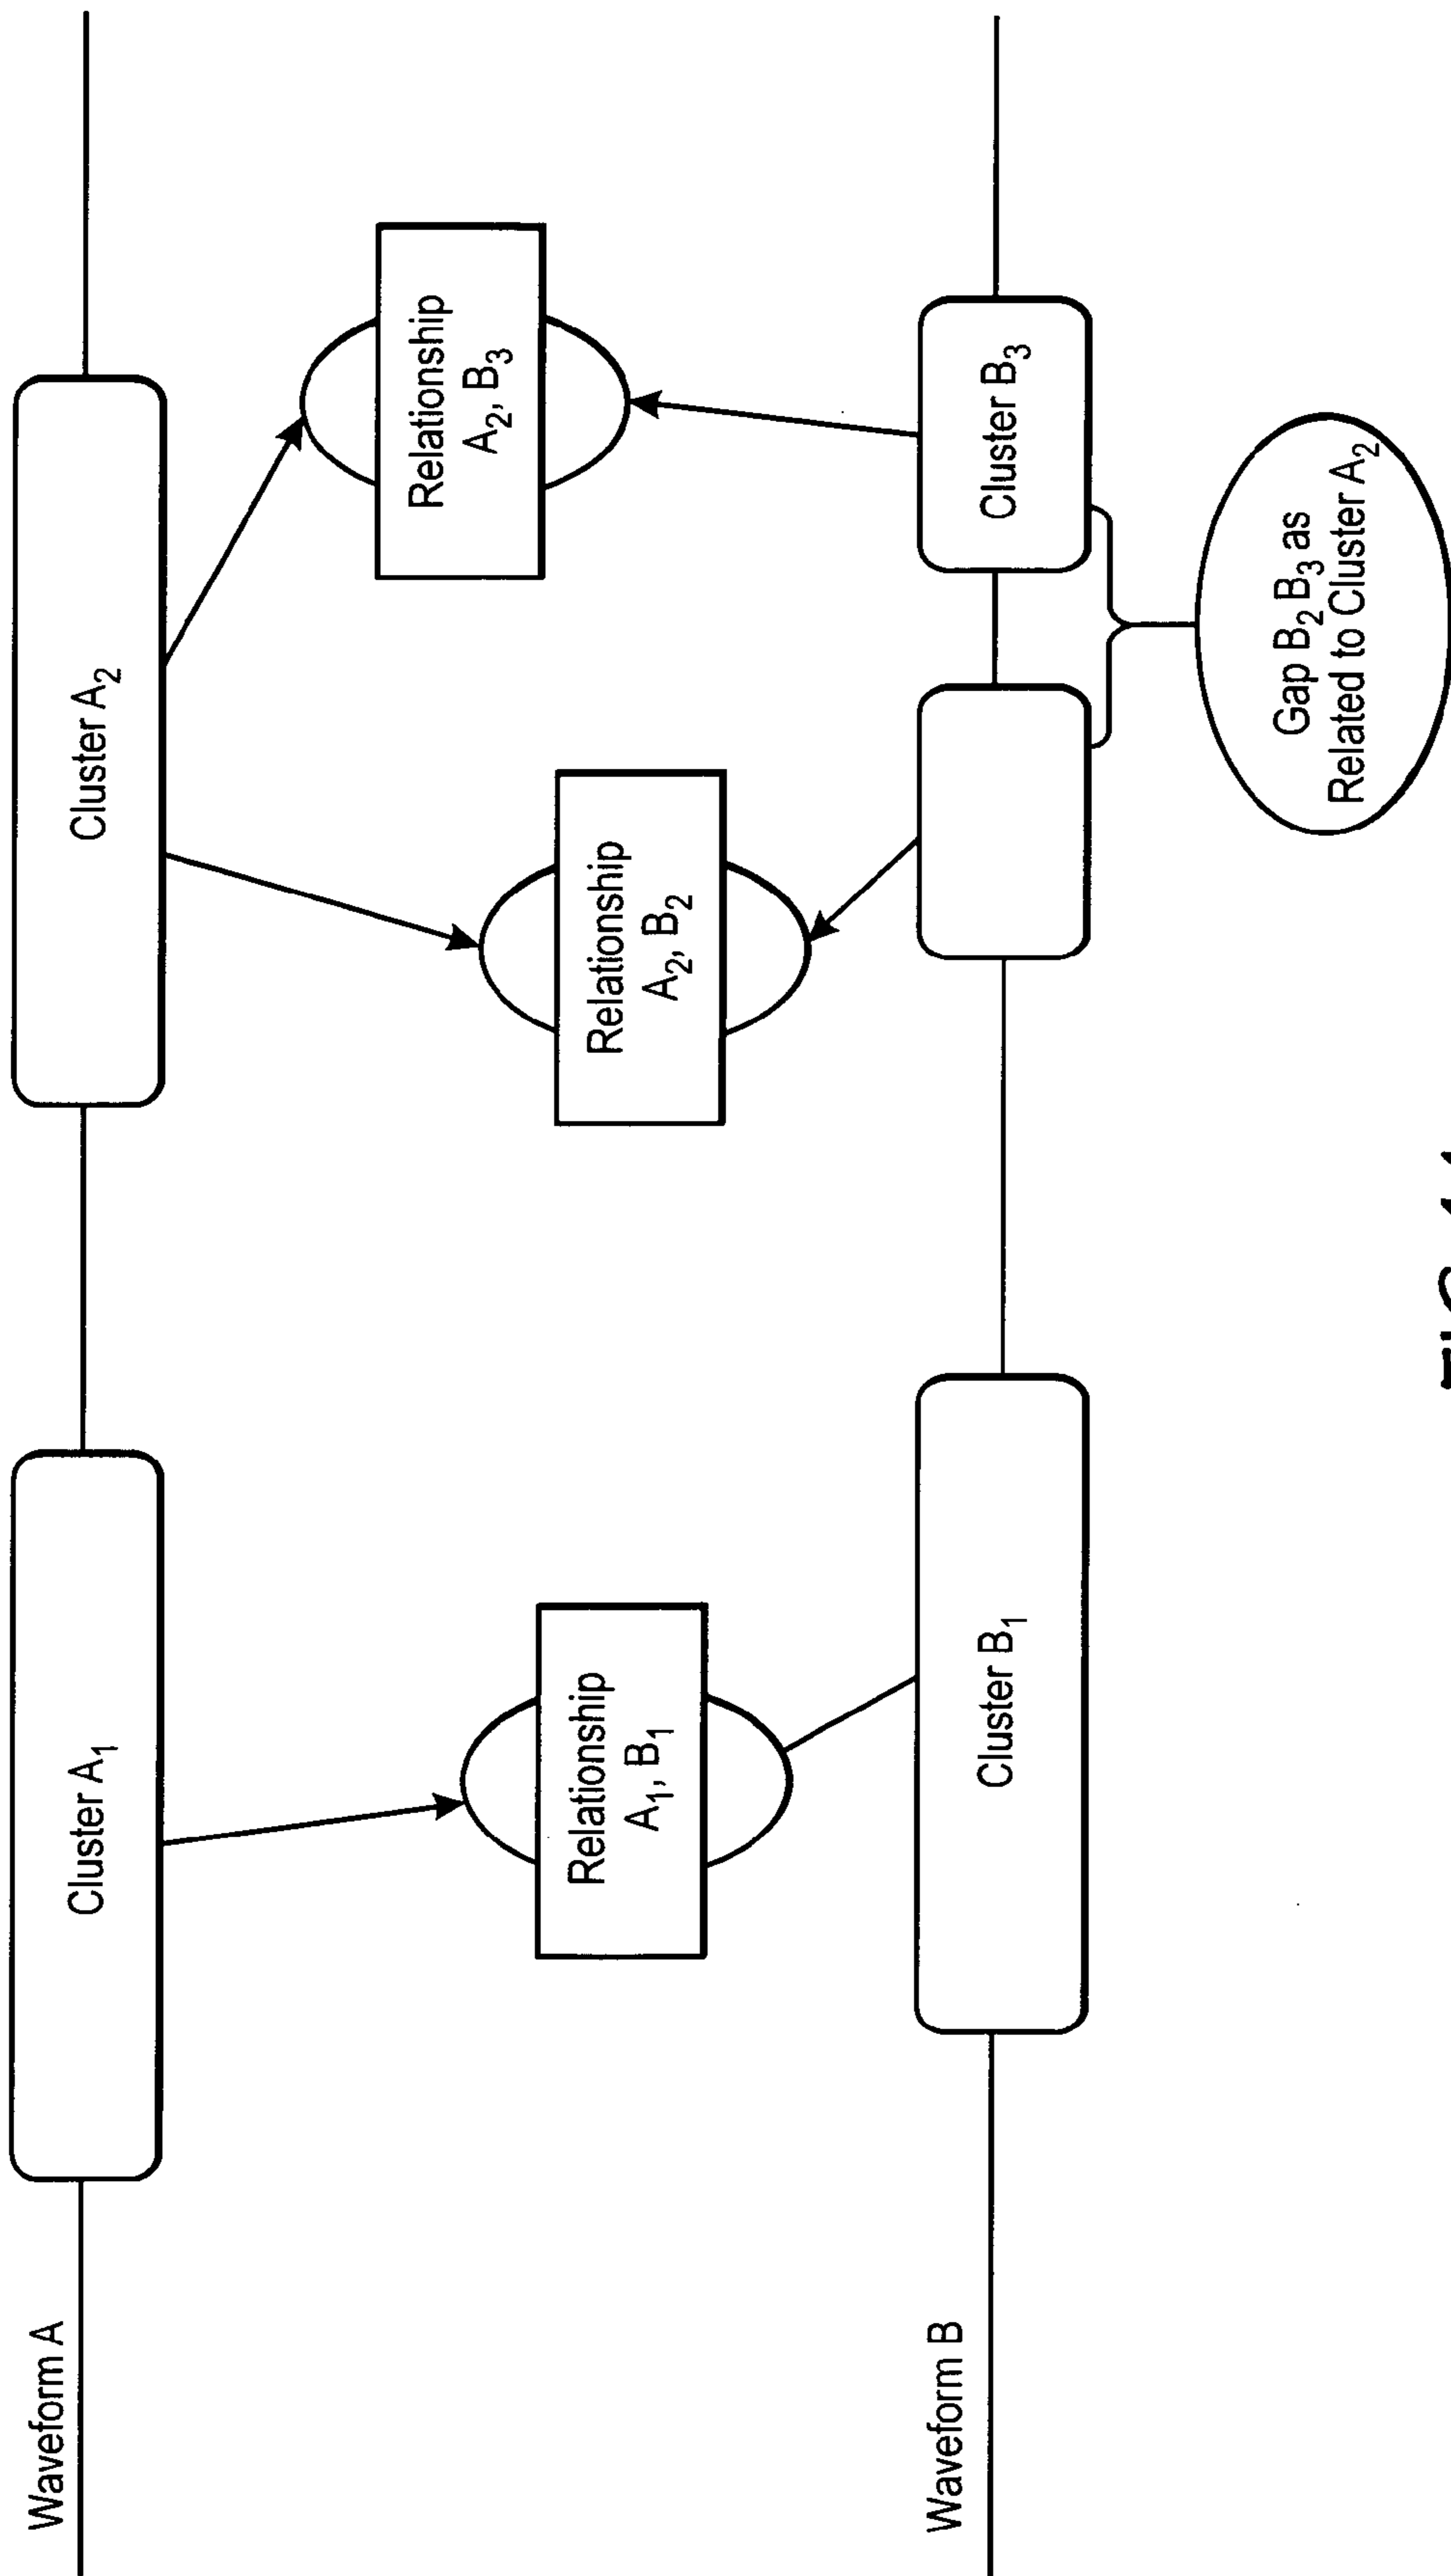 Waveform A
Cluster A₁
Cluster A₂
Relationship
A₁, B₁
Relationship
A₂, B₂
Relationship
A₂, B₃
Waveform B
Cluster B₁
Cluster B₃
Gap B₂ B₃ as
Related to Cluster A₂